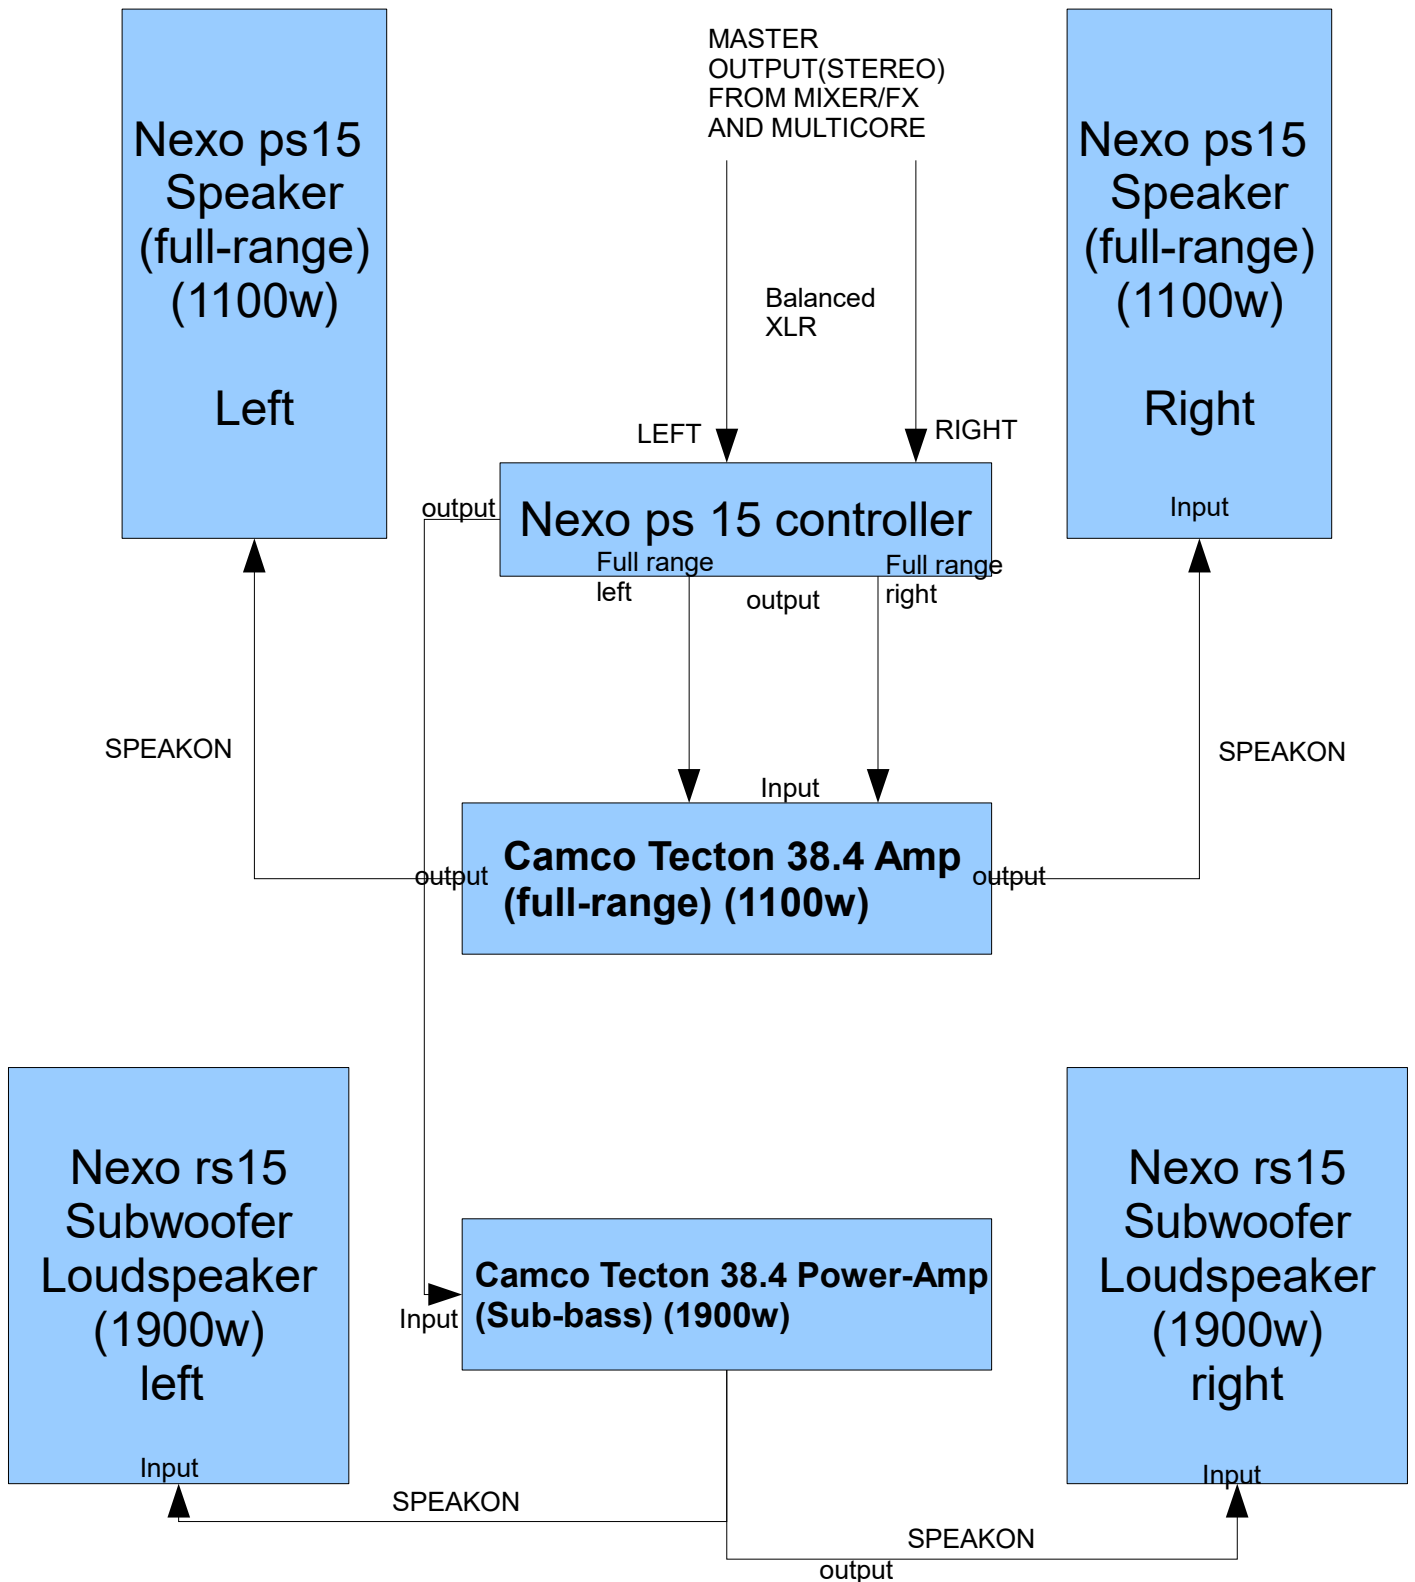 MASTER
OUTPUT(STEREO)
FROM MIXER/FX
AND MULTICORE
Nexo ps15
Speaker
(full-range)
(1100w)
Left
Nexo ps15
Speaker
(full-range)
(1100w)
Right
Input
Balanced
XLR
LEFT
RIGHT
output
Nexo ps 15 controller
Full range
left
output
Full range
right
SPEAKON
SPEAKON
Input
output
Camco Tecton 38.4 Amp
(full-range) (1100w)
output
Nexo rs15
Subwoofer
Loudspeaker
(1900w)
left
Input
Camco Tecton 38.4 Power-Amp
(Sub-bass) (1900w)
Input
Nexo rs15
Subwoofer
Loudspeaker
(1900w)
right
Input
SPEAKON
SPEAKON
output